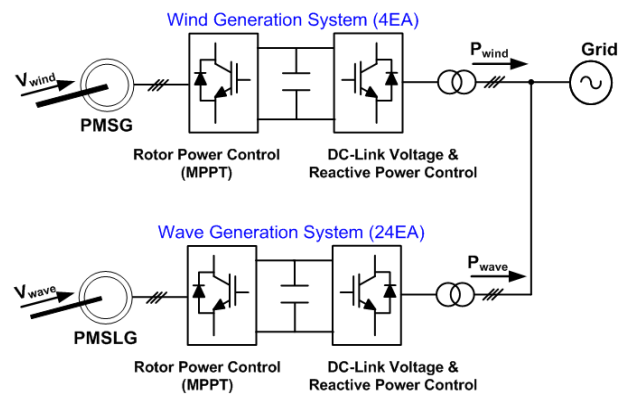 Wind Generation System (4EA)
Vwind
PMSG
Pwind
Grid
Rotor Power Control
(MPPT)
DC-Link Voltage &
Reactive Power Control
Wave Generation System (24EA)
Vwave
PMSLG
Pwave
Rotor Power Control
(MPPT)
DC-Link Voltage &
Reactive Power Control